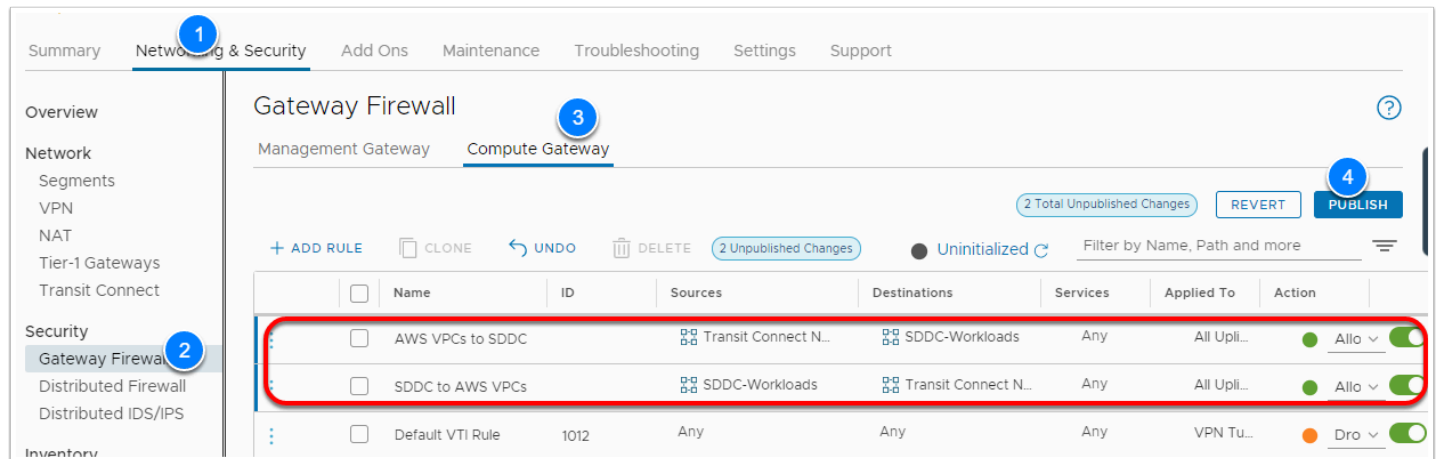 1
Summary Networking & Security Add Ons Maintenance Troubleshooting Settings Support
Overview
Network
Segments
VPN
NAT
Tier-1 Gateways
Transit Connect
Security
Gateway Firewall
2
Distributed Firewall
Distributed IDS/IPS
Inventory
Gateway Firewall
3
Management Gateway Compute Gateway
4
2 Total Unpublished Changes REVERT PUBLISH
+ ADD RULE CLONE UNDO DELETE 2 Unpublished Changes Uninitialized Filter by Name, Path and more
Name ID Sources Destinations Services Applied To Action
AWS VPCs to SDDC Transit Connect N... SDDC-Workloads Any All Upli... Allo
SDDC to AWS VPCs SDDC-Workloads Transit Connect N... Any All Upli... Allo
Default VTI Rule 1012 Any Any Any VPN Tu... Dro